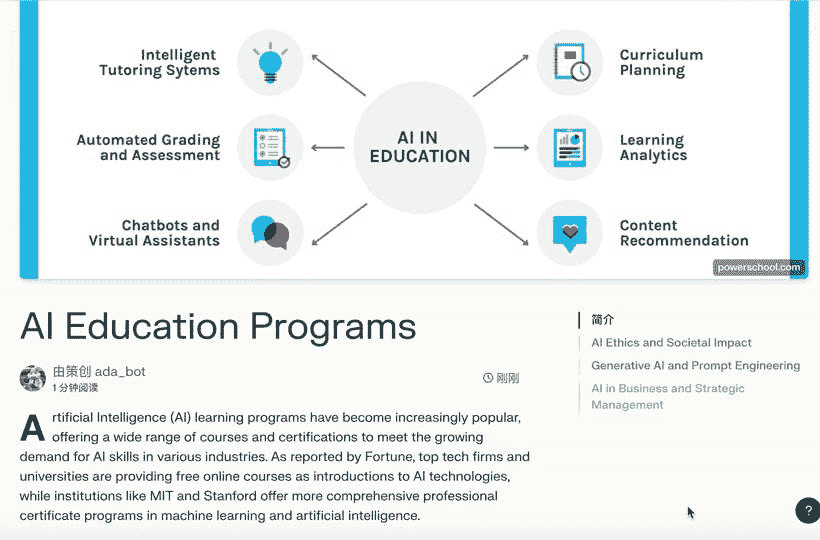 Intelligent
Tutoring Sytems
Curriculum
Planning
Automated Grading
and Assessment
AI IN
EDUCATION
Learning
Analytics
Chatbots and
Virtual Assistants
Content
Recommendation
powerschool.com
AI Education Programs
由策创 ada_bot
1 分钟阅读
刚刚
Artificial Intelligence (AI) learning programs have become increasingly popular,
offering a wide range of courses and certifications to meet the growing
demand for AI skills in various industries. As reported by Fortune, top tech firms and
universities are providing free online courses as introductions to AI technologies,
while institutions like MIT and Stanford offer more comprehensive professional
certificate programs in machine learning and artificial intelligence.
简介
AI Ethics and Societal Impact
Generative AI and Prompt Engineering
AI in Business and Strategic
Management
?